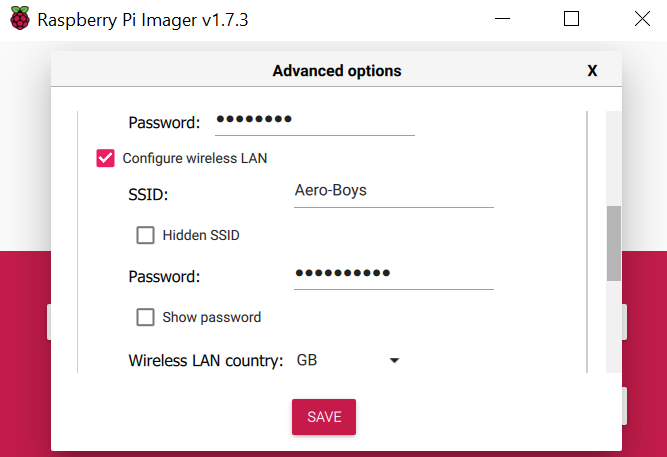 Raspberry Pi Imager v1.7.3
Advanced options X
Password: ••••••••
Configure wireless LAN
SSID: Aero-Boys
Hidden SSID
Password: ••••••••••
Show password
Wireless LAN country: GB
SAVE